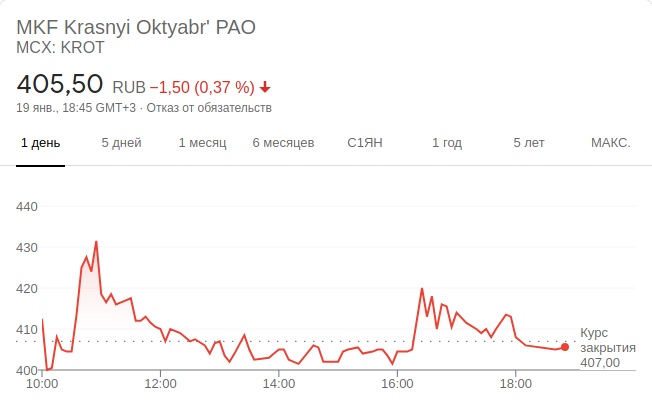 MKF Krasnyi Oktyabr' PAO
MCX: KROT
405,50 RUB −1,50 (0,37 %)
19 янв., 18:45 GMT+3 · Отказ от обязательств
1 день 5 дней 1 месяц 6 месяцев С1ЯН 1 год 5 лет МАКС.
440
430
420
410
400
Курс
закрытия
407,00
10:00 12:00 14:00 16:00 18:00